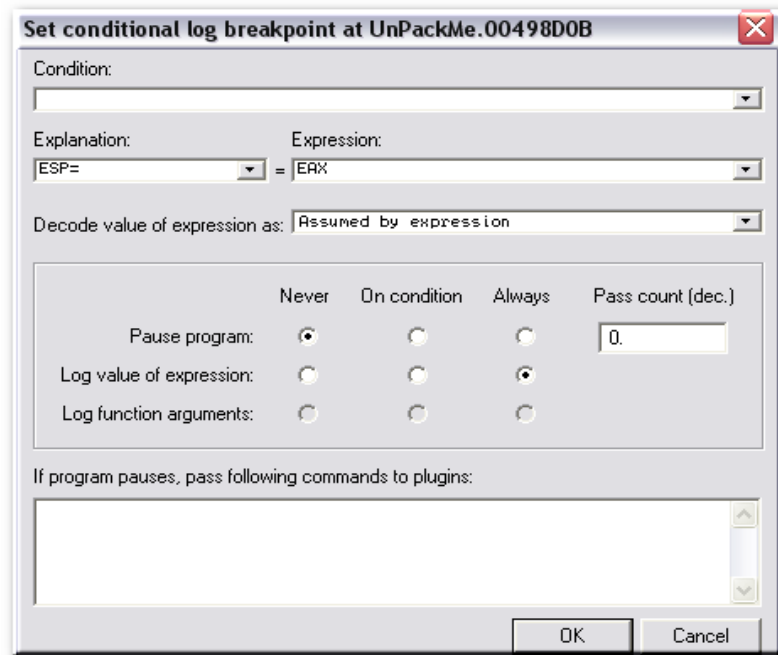 Set conditional log breakpoint at UnPackMe.00498D0B
Condition:
Explanation: Expression:
ESP= = EAX
Decode value of expression as: Assumed by expression
Never On condition Always Pass count (dec.)
Pause program: 0.
Log value of expression:
Log function arguments:
If program pauses, pass following commands to plugins:
OK Cancel